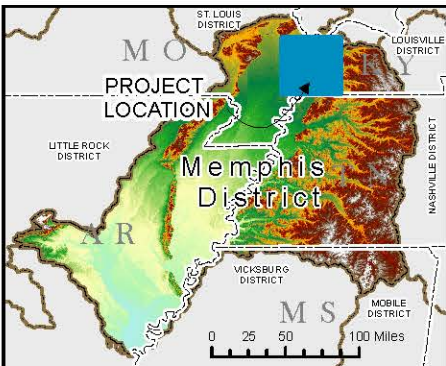 ST. LOUIS
DISTRICT
LOUISVILLE
DISTRICT
MO
KY
PROJECT
LOCATION
LITTLE ROCK
DISTRICT
NASHVILLE DISTRICT
Memphis
District
TN
AR
VICKSBURG
DISTRICT
MOBILE
DISTRICT
MS
0 25 50 100 Miles